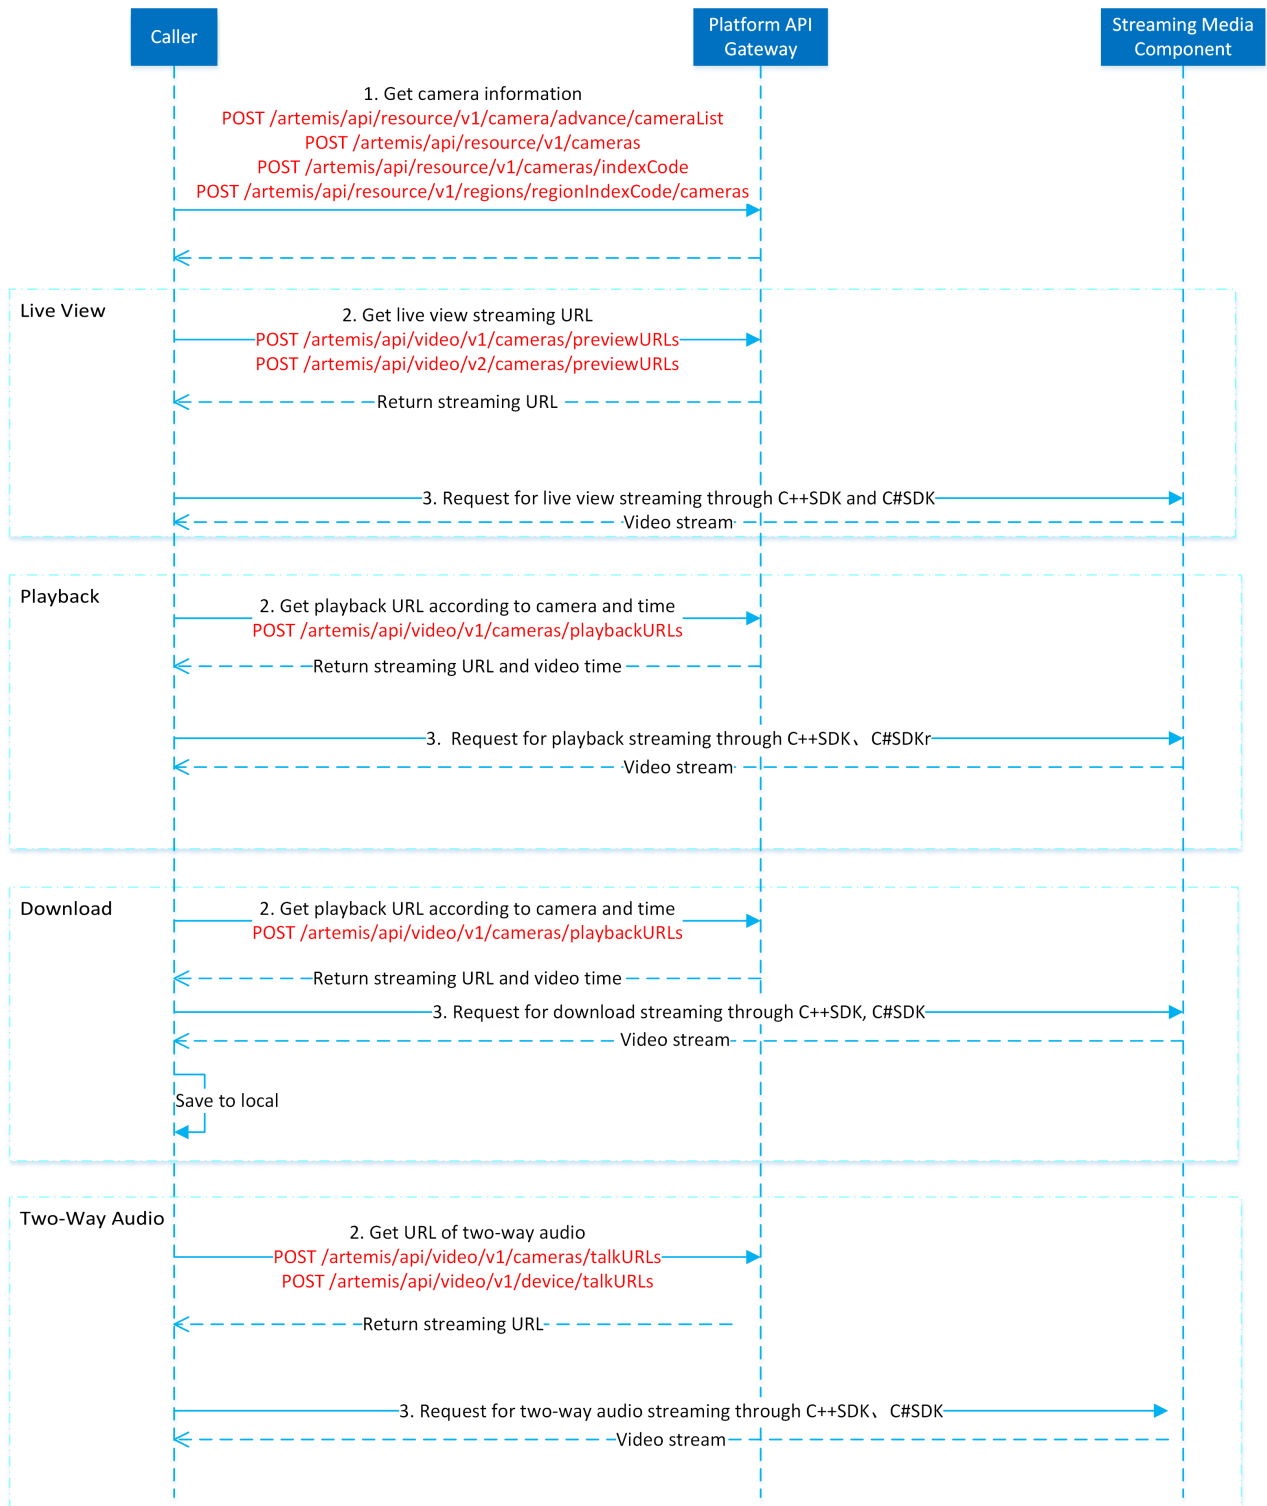 Caller
Platform API
Gateway
Streaming Media
Component
1. Get camera information
POST /artemis/api/resource/v1/camera/advance/cameraList
POST /artemis/api/resource/v1/cameras
POST /artemis/api/resource/v1/cameras/indexCode
POST /artemis/api/resource/v1/regions/regionIndexCode/cameras
Live View
2. Get live view streaming URL
POST /artemis/api/video/v1/cameras/previewURLs
POST /artemis/api/video/v2/cameras/previewURLs
Return streaming URL
3. Request for live view streaming through C++SDK and C#SDK
Video stream
Playback
2. Get playback URL according to camera and time
POST /artemis/api/video/v1/cameras/playbackURLs
Return streaming URL and video time
3.  Request for playback streaming through C++SDK、C#SDKr
Video stream
Download
2. Get playback URL according to camera and time
POST /artemis/api/video/v1/cameras/playbackURLs
Return streaming URL and video time
3. Request for download streaming through C++SDK, C#SDK
Video stream
Save to local
Two-Way Audio
2. Get URL of two-way audio
POST /artemis/api/video/v1/cameras/talkURLs
POST /artemis/api/video/v1/device/talkURLs
Return streaming URL
3. Request for two-way audio streaming through C++SDK、C#SDK
Video stream